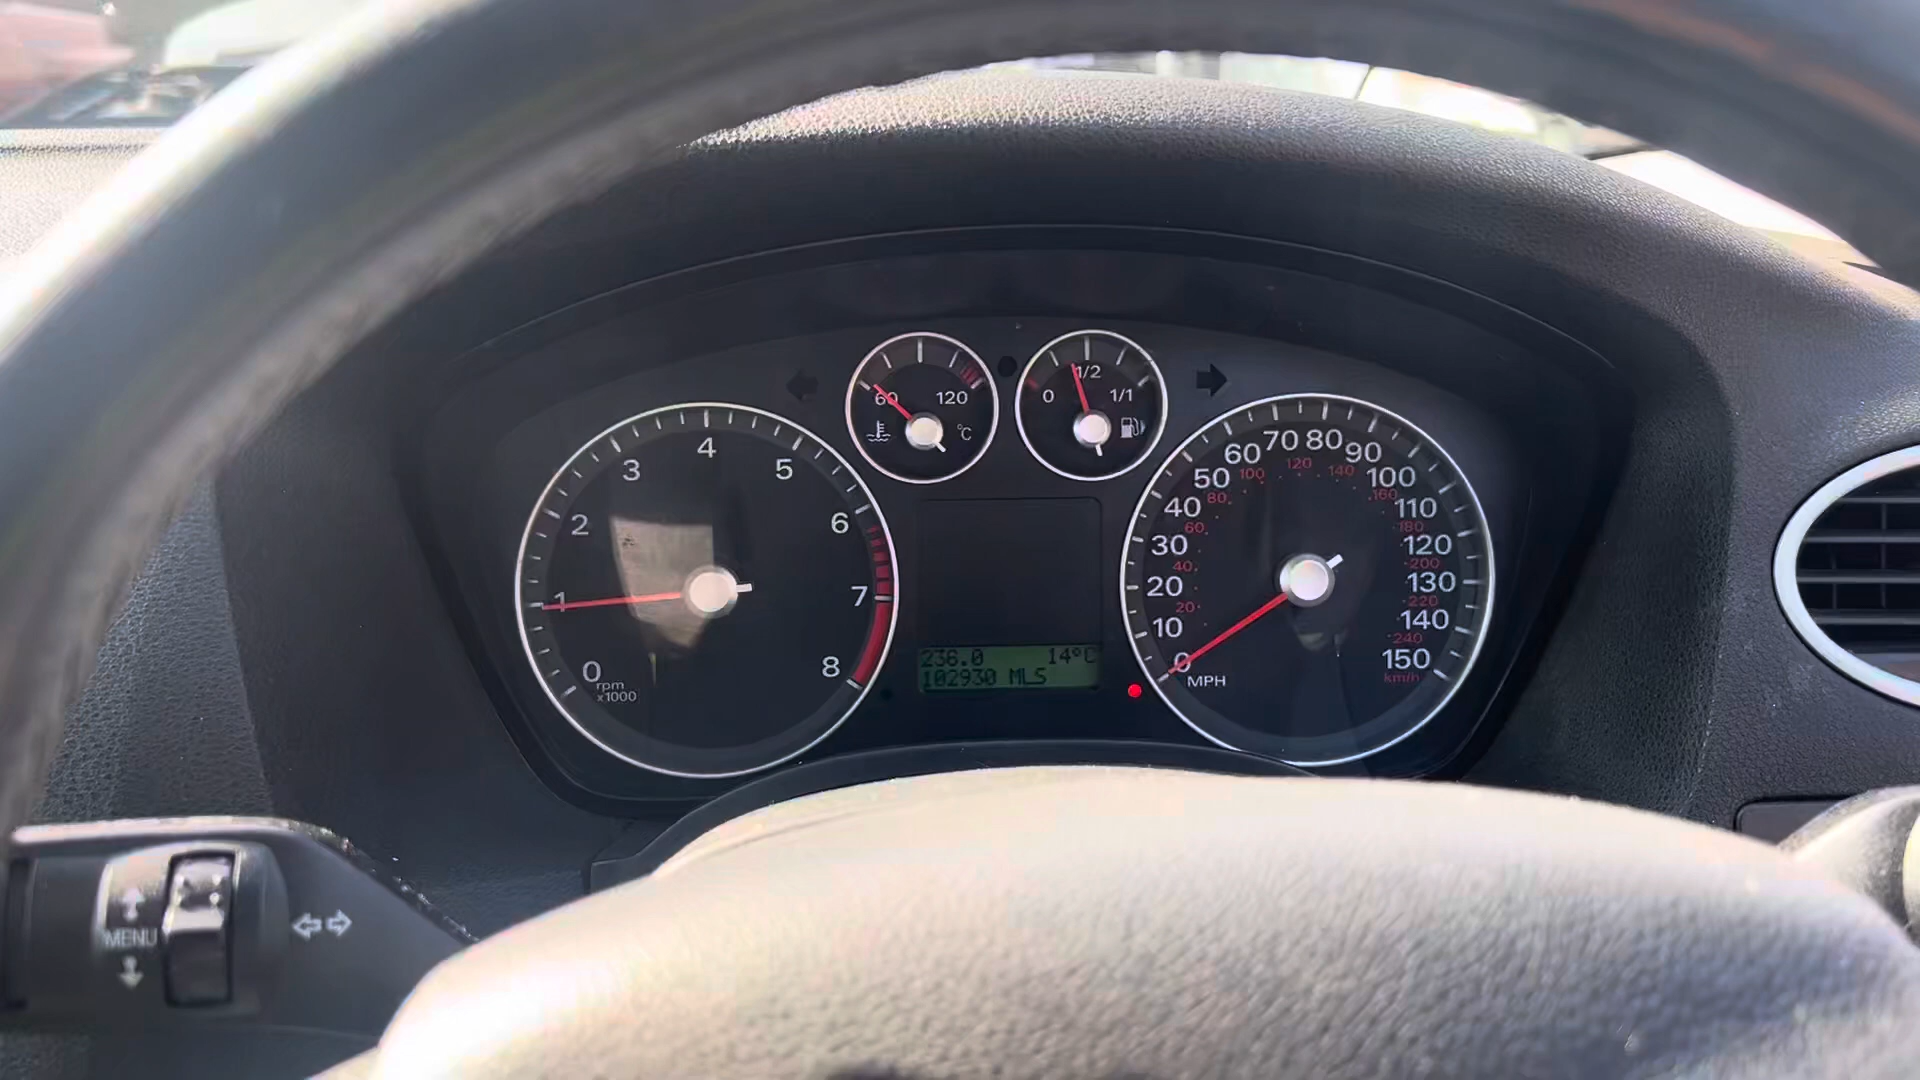 60 120
°C
0 1/2 1/1
0 1 2 3 4 5 6 7 8
rpm
x1000
236.0 14°C
102930 MLS
0 10 20 30 40 50 60 70 80 90 100 110 120 130 140 150
20 40 60 80 100 120 140 160 180 200 220 240
MPH
km/h
MENU